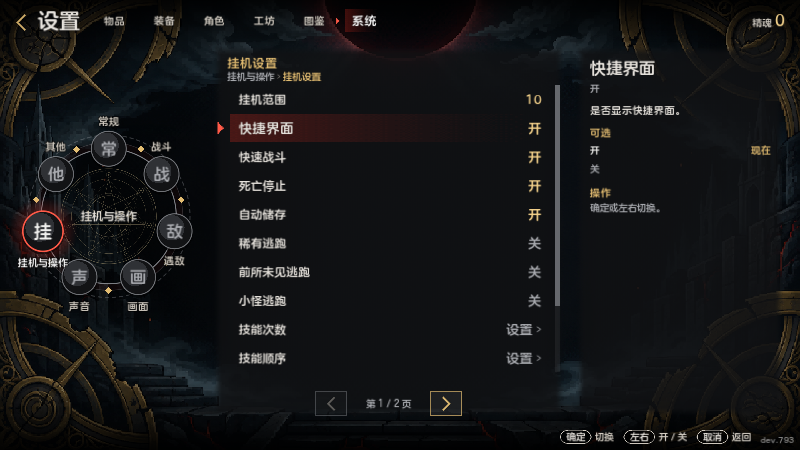 设置
物品
装备
角色
工坊
图鉴
系统
精魂 0
常规
其他
常
战斗
他
战
挂机与操作
挂
敌
挂机与操作
遇敌
声
画
声音
画面
挂机设置
挂机与操作 › 挂机设置
挂机范围 10
快捷界面 开
快速战斗 开
死亡停止 开
自动储存 开
稀有逃跑 关
前所未见逃跑 关
小怪逃跑 关
技能次数 设置 ›
技能顺序 设置 ›
第 1 / 2 页
快捷界面
开
是否显示快捷界面。
可选
开 现在
关
操作
确定或左右切换。
确定 切换 左右 开 / 关 取消 返回
dev.793